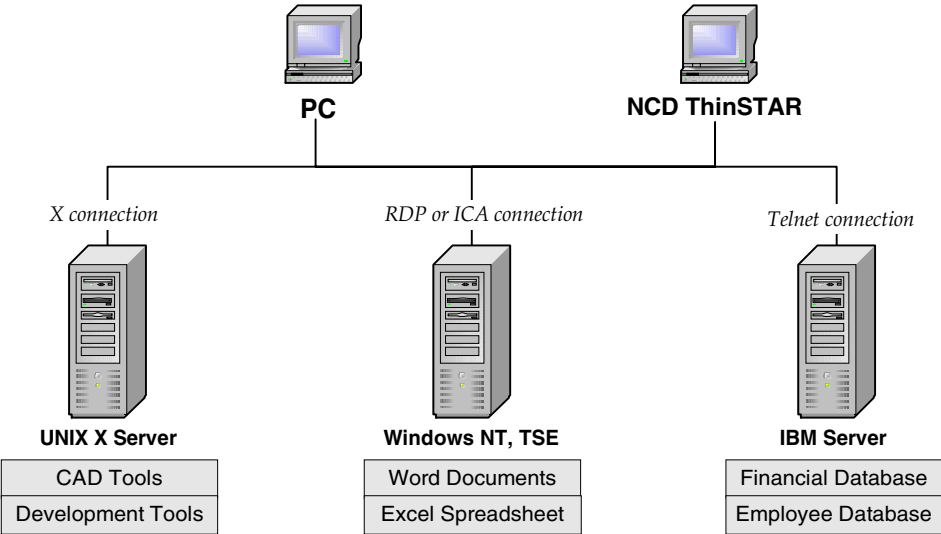 PC
NCD ThinSTAR
X connection
RDP or ICA connection
Telnet connection
UNIX X Server
Windows NT, TSE
IBM Server
CAD Tools
Word Documents
Financial Database
Development Tools
Excel Spreadsheet
Employee Database